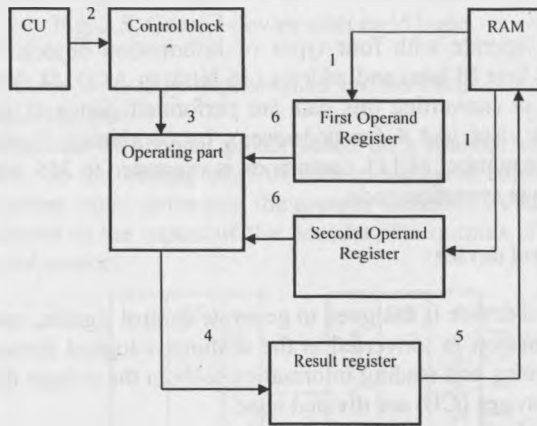 CU
2
Control block
RAM
1
3
6
First Operand
Register
Operating part
6
Second Operand
Register
4
5
Result register